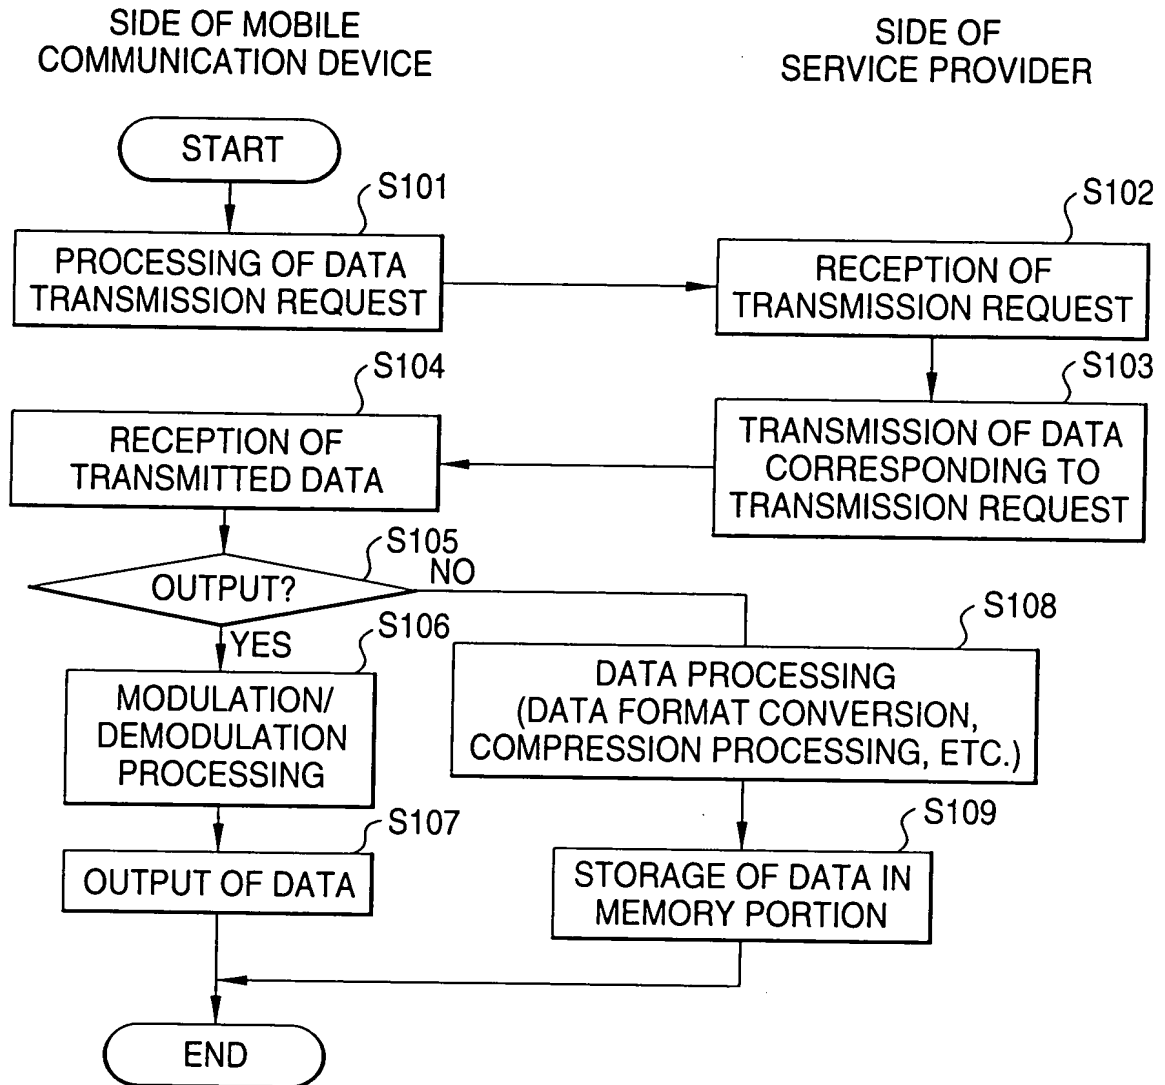 SIDE OF MOBILE
COMMUNICATION DEVICE
SIDE OF
SERVICE PROVIDER
START
S101
PROCESSING OF DATA
TRANSMISSION REQUEST
S102
RECEPTION OF
TRANSMISSION REQUEST
S104
RECEPTION OF
TRANSMITTED DATA
S103
TRANSMISSION OF DATA
CORRESPONDING TO
TRANSMISSION REQUEST
S105
OUTPUT?
NO
YES
S106
MODULATION/
DEMODULATION
PROCESSING
S108
DATA PROCESSING
(DATA FORMAT CONVERSION,
COMPRESSION PROCESSING, ETC.)
S107
OUTPUT OF DATA
S109
STORAGE OF DATA IN
MEMORY PORTION
END